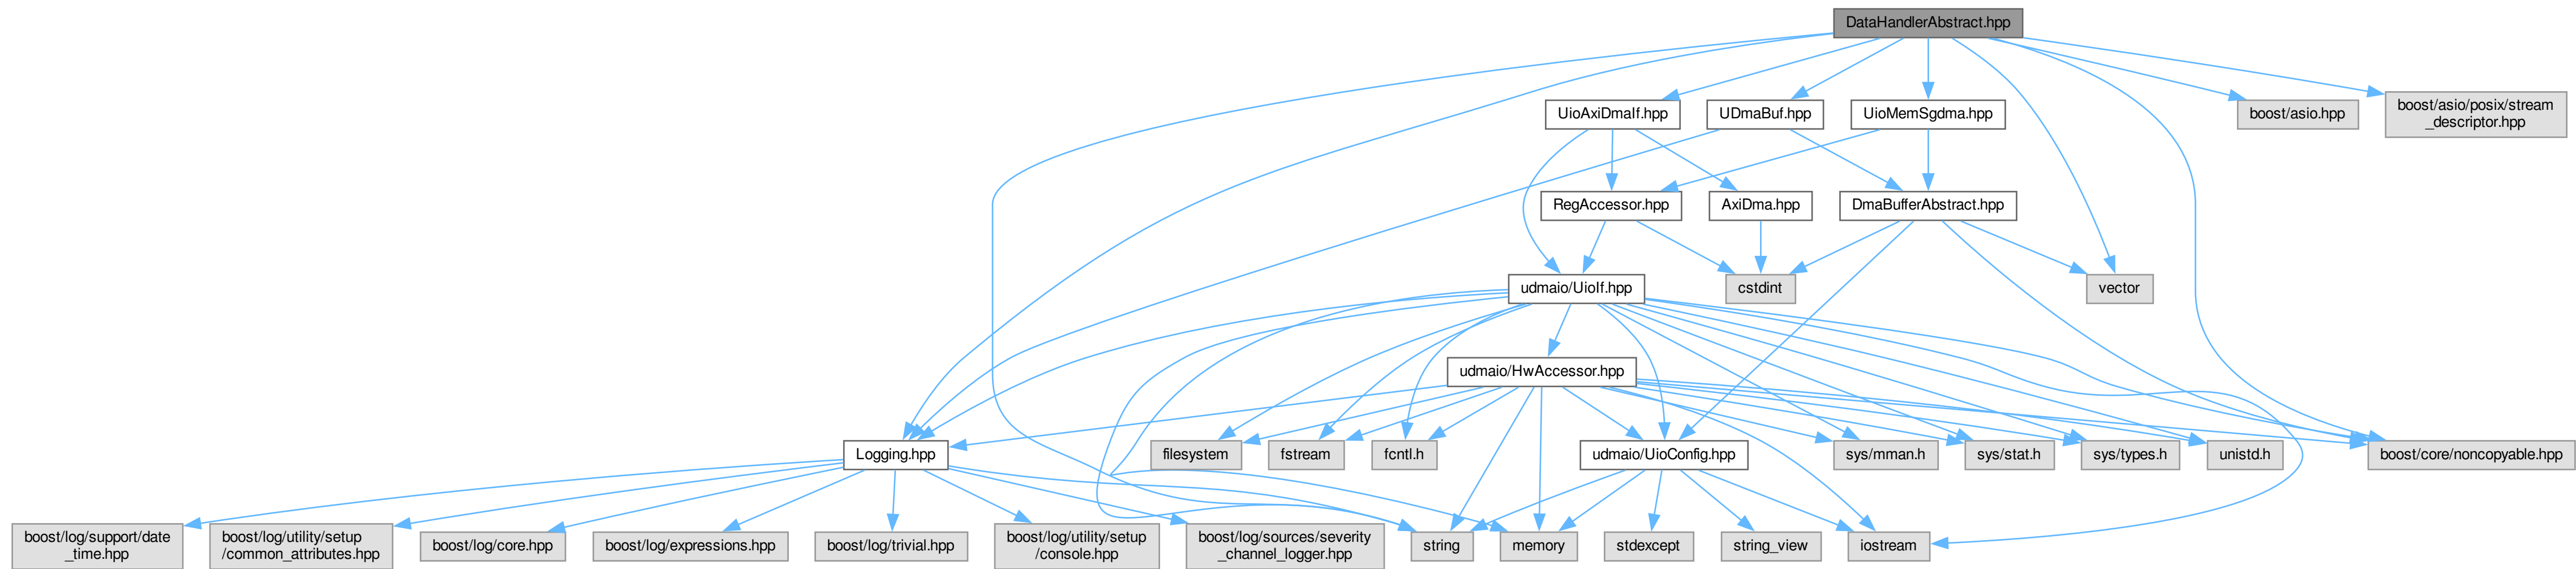 DataHandlerAbstract.hpp
UioAxiDmaIf.hpp
UDmaBuf.hpp
UioMemSgdma.hpp
boost/asio.hpp
boost/asio/posix/stream
_descriptor.hpp
RegAccessor.hpp
AxiDma.hpp
DmaBufferAbstract.hpp
udmaio/UioIf.hpp
cstdint
vector
udmaio/HwAccessor.hpp
Logging.hpp
filesystem
fstream
fcntl.h
udmaio/UioConfig.hpp
sys/mman.h
sys/stat.h
sys/types.h
unistd.h
boost/core/noncopyable.hpp
boost/log/support/date
_time.hpp
boost/log/utility/setup
/common_attributes.hpp
boost/log/core.hpp
boost/log/expressions.hpp
boost/log/trivial.hpp
boost/log/utility/setup
/console.hpp
boost/log/sources/severity
_channel_logger.hpp
string
memory
stdexcept
string_view
iostream